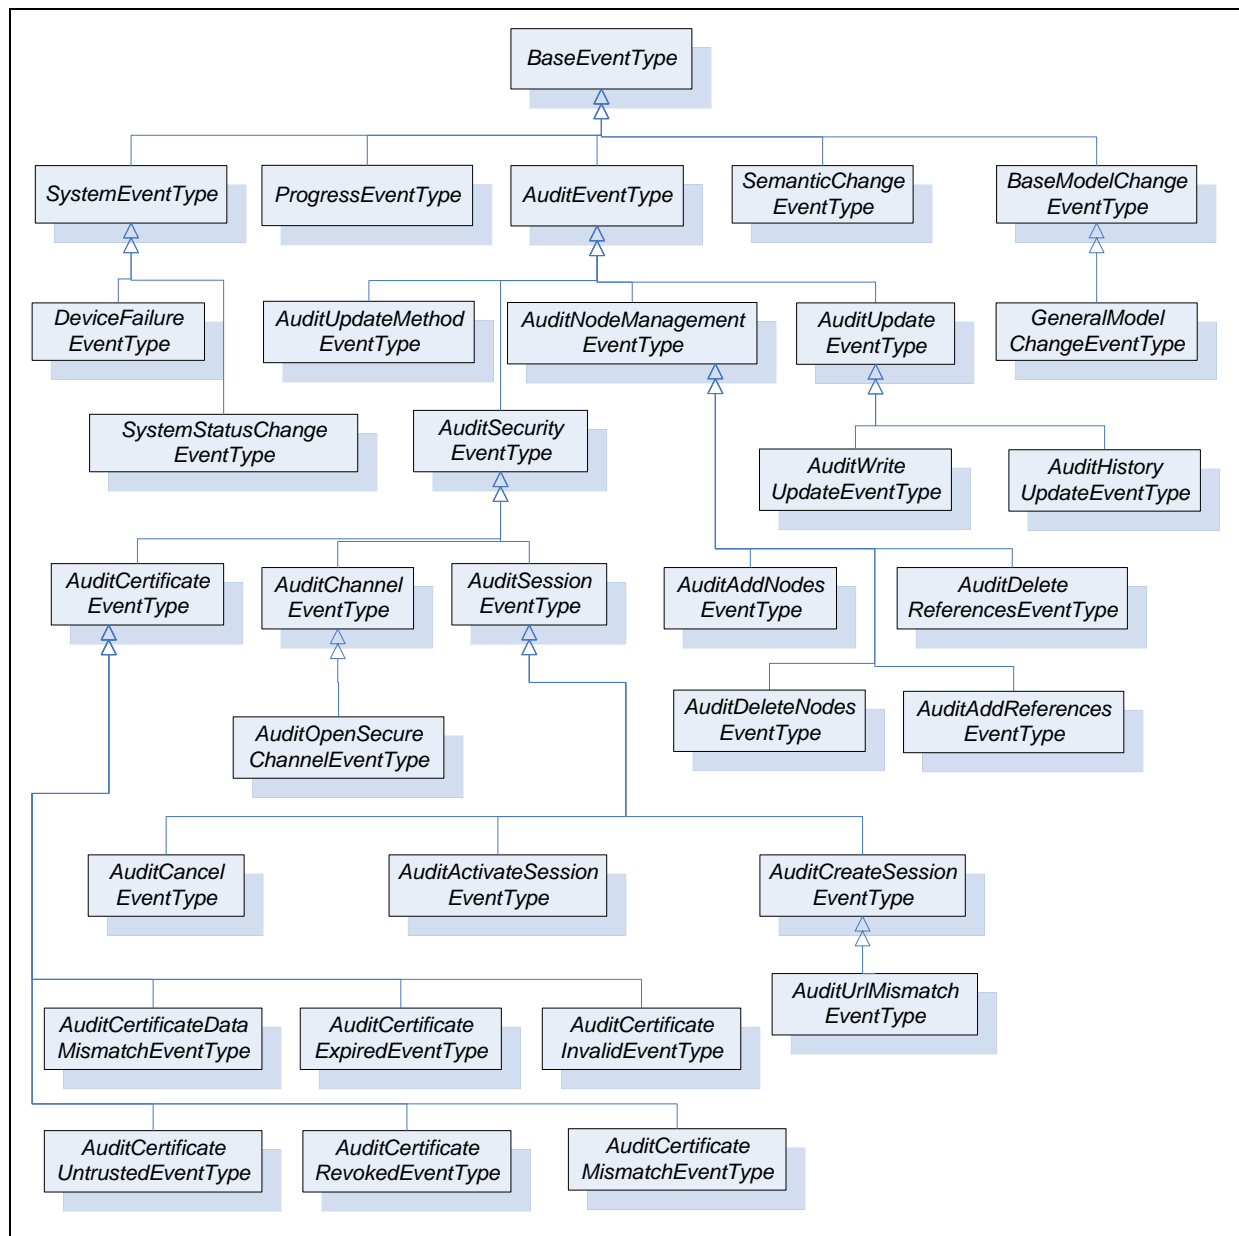 BaseEventType
SystemEventType
ProgressEventType
AuditEventType
SemanticChange
EventType
BaseModelChange
EventType
DeviceFailure
EventType
AuditUpdateMethod
EventType
AuditNodeManagement
EventType
AuditUpdate
EventType
GeneralModel
ChangeEventType
SystemStatusChange
EventType
AuditSecurity
EventType
AuditWrite
UpdateEventType
AuditHistory
UpdateEventType
AuditCertificate
EventType
AuditChannel
EventType
AuditSession
EventType
AuditAddNodes
EventType
AuditDelete
ReferencesEventType
AuditOpenSecure
ChannelEventType
AuditDeleteNodes
EventType
AuditAddReferences
EventType
AuditCancel
EventType
AuditActivateSession
EventType
AuditCreateSession
EventType
AuditUrlMismatch
EventType
AuditCertificateData
MismatchEventType
AuditCertificate
ExpiredEventType
AuditCertificate
InvalidEventType
AuditCertificate
UntrustedEventType
AuditCertificate
RevokedEventType
AuditCertificate
MismatchEventType